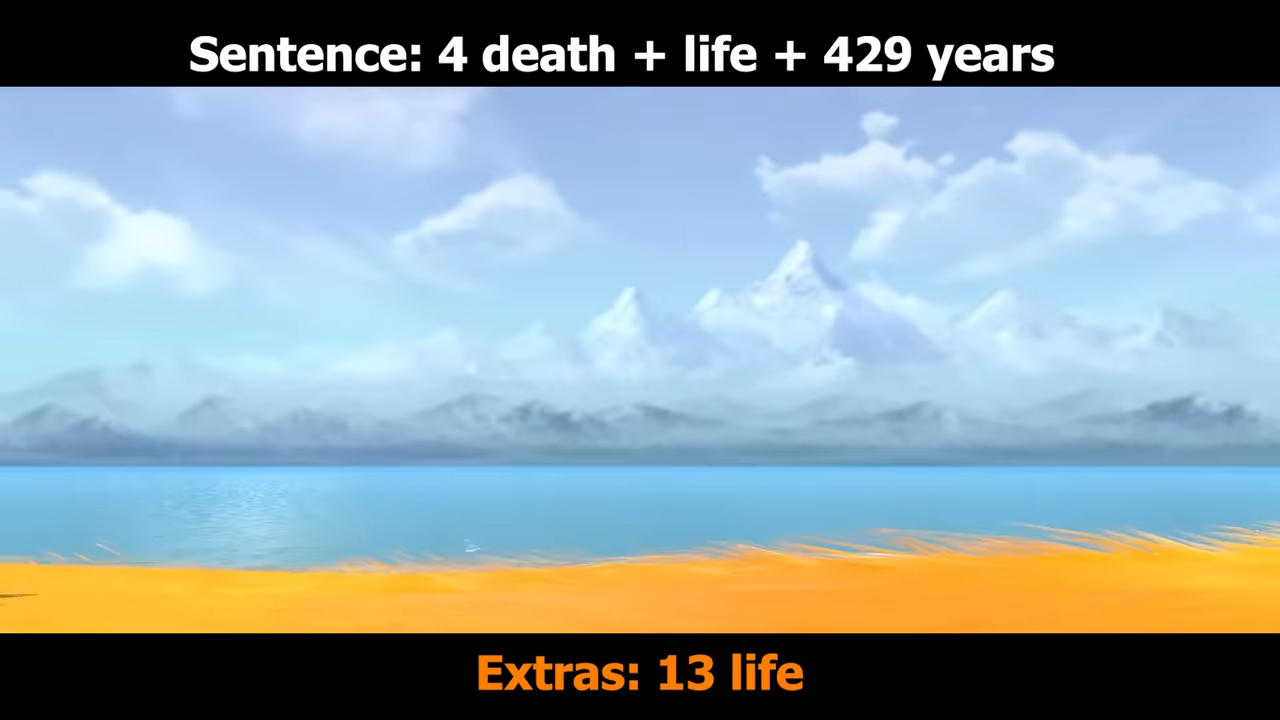 Sentence: 4 death + life + 429 years
Extras: 13 life